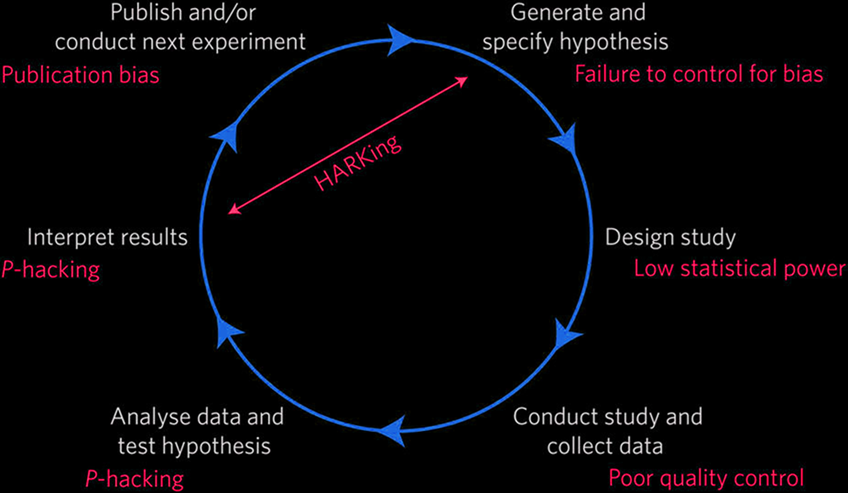 Publish and/or
conduct next experiment
Publication bias
Generate and
specify hypothesis
Failure to control for bias
HARKing
Interpret results
P-hacking
Design study
Low statistical power
Analyse data and
test hypothesis
P-hacking
Conduct study and
collect data
Poor quality control